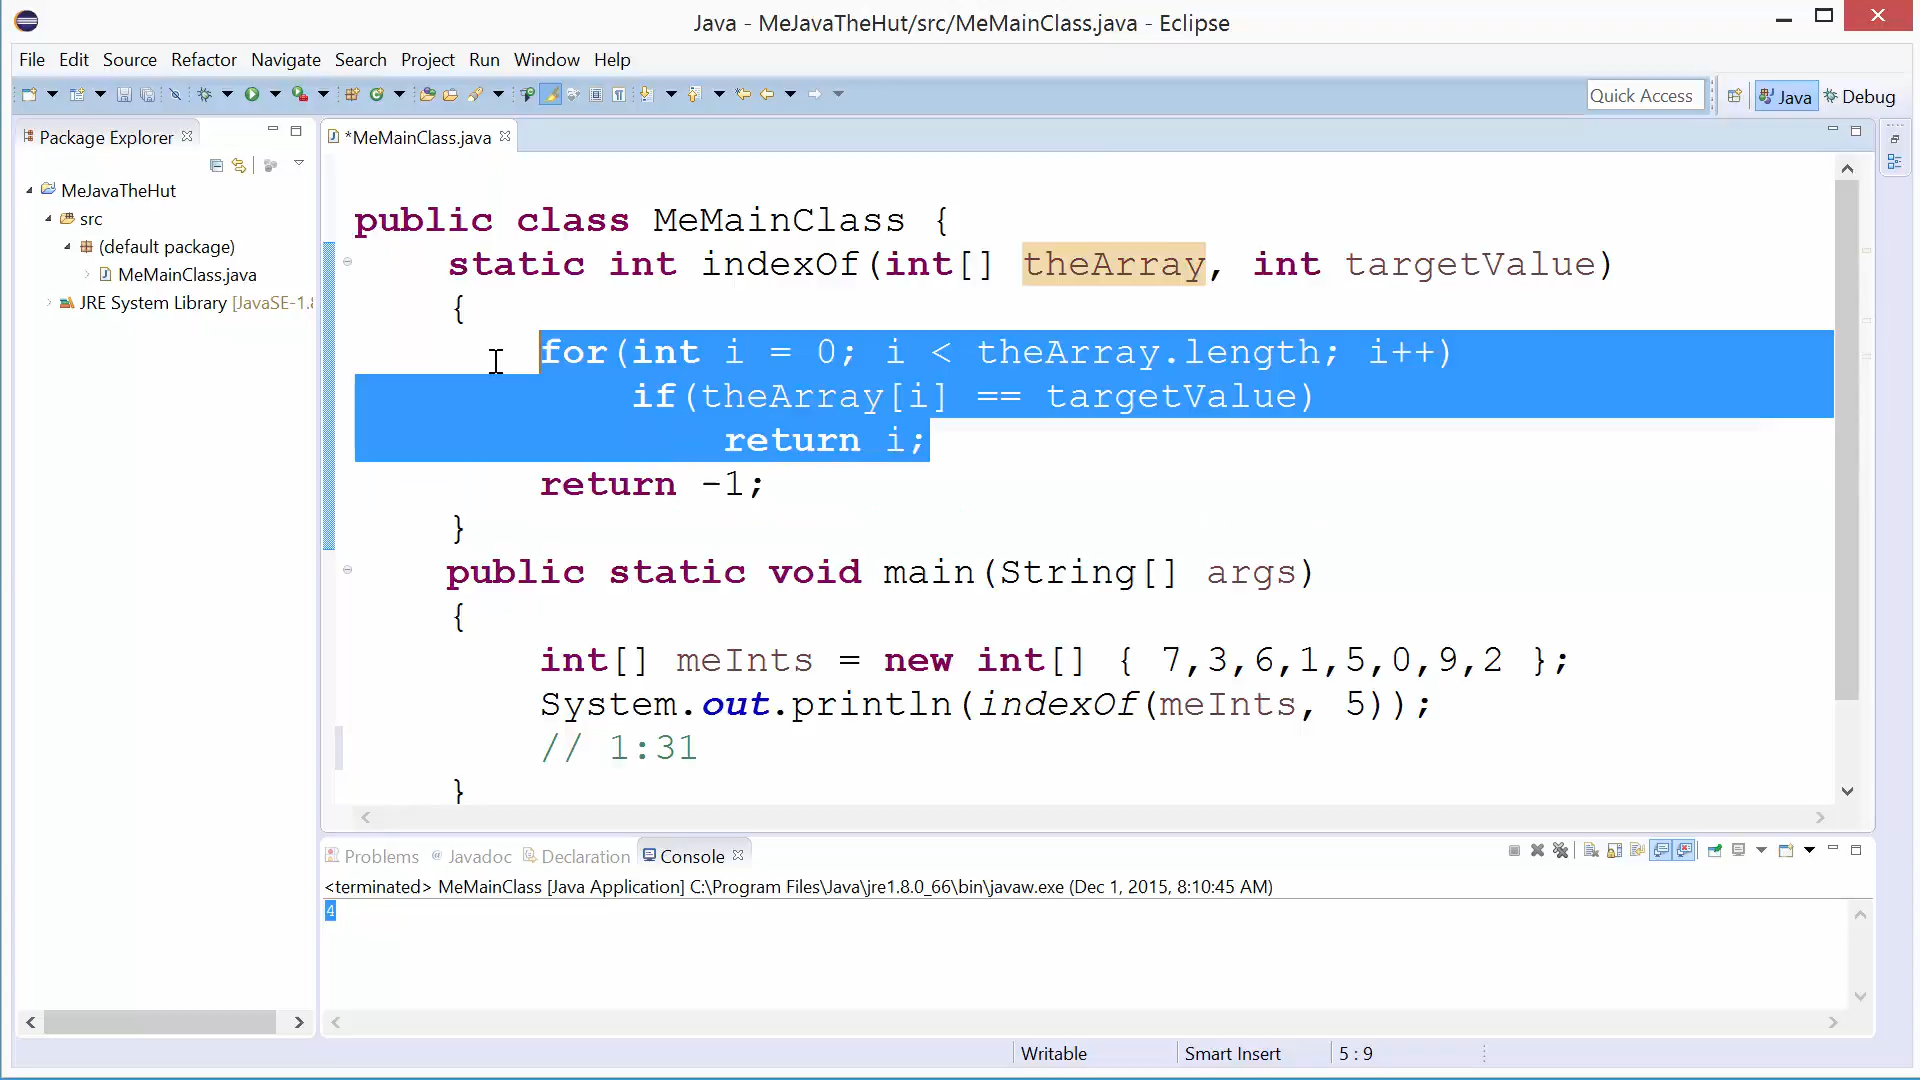 Java - MeJavaTheHut/src/MeMainClass.java - Eclipse
File Edit Source Refactor Navigate Search Project Run Window Help
Quick Access
Java
Debug
Package Explorer
*MeMainClass.java
MeJavaTheHut
src
(default package)
MeMainClass.java
JRE System Library [JavaSE-1.8
public class MeMainClass {
static int indexOf(int[] theArray, int targetValue)
{
for(int i = 0; i < theArray.length; i++)
if(theArray[i] == targetValue)
return i;
return -1;
}
public static void main(String[] args)
{
int[] meInts = new int[] { 7,3,6,1,5,0,9,2 };
System.out.println(indexOf(meInts, 5));
// 1:31
}
Problems @ Javadoc Declaration Console
<terminated> MeMainClass [Java Application] C:\Program Files\Java\jre1.8.0_66\bin\javaw.exe (Dec 1, 2015, 8:10:45 AM)
4
Writable Smart Insert 5 : 9